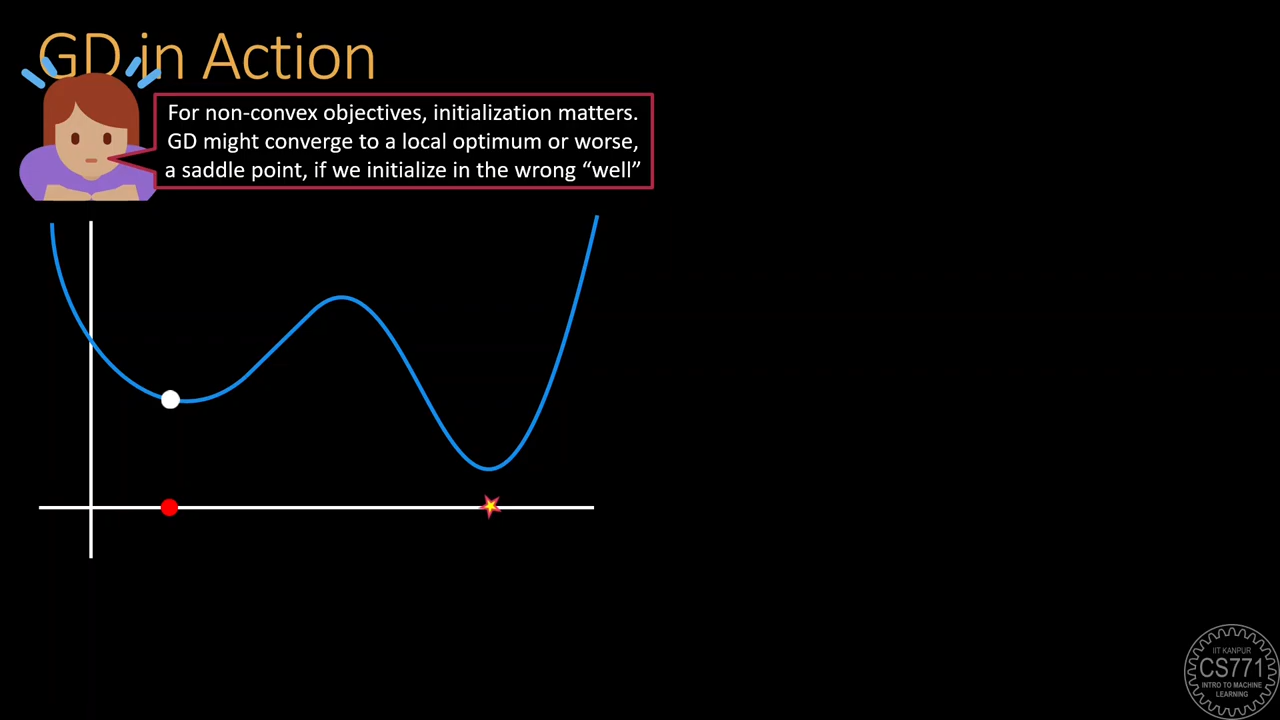 GD in Action
For non-convex objectives, initialization matters.
GD might converge to a local optimum or worse,
a saddle point, if we initialize in the wrong “well”
IIT KANPUR
CS771
INTRO TO MACHINE
LEARNING